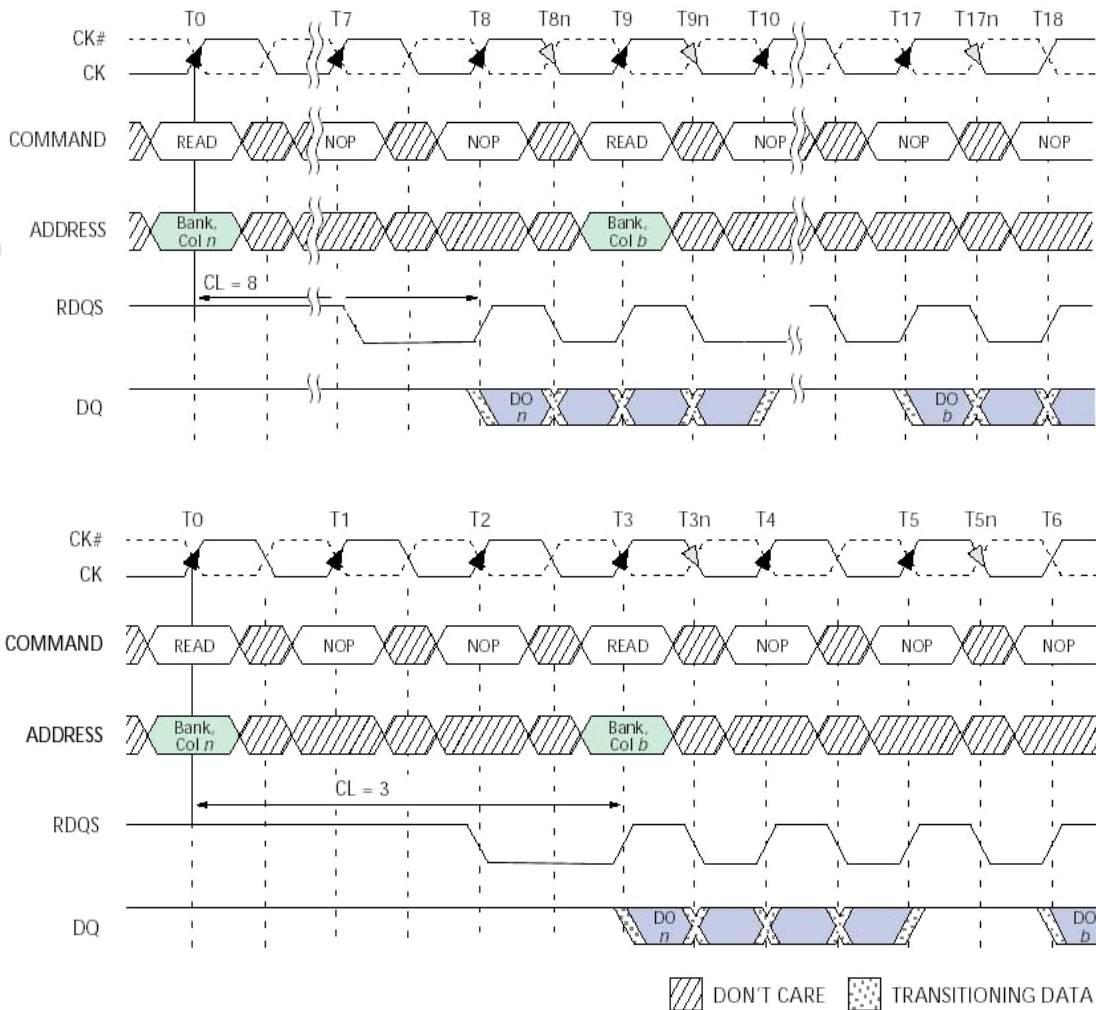 T0 T7 T8 T8n T9 T9n T10 T17 T17n T18
CK#
CK
COMMAND READ NOP NOP READ NOP NOP NOP
ADDRESS Bank, Col n Bank, Col b
CL = 8
RDQS
DQ DO n DO b
T0 T1 T2 T3 T3n T4 T5 T5n T6
CK#
CK
COMMAND READ NOP NOP READ NOP NOP NOP
ADDRESS Bank, Col n Bank, Col b
CL = 3
RDQS
DQ DO n DO b
DON'T CARE TRANSITIONING DATA